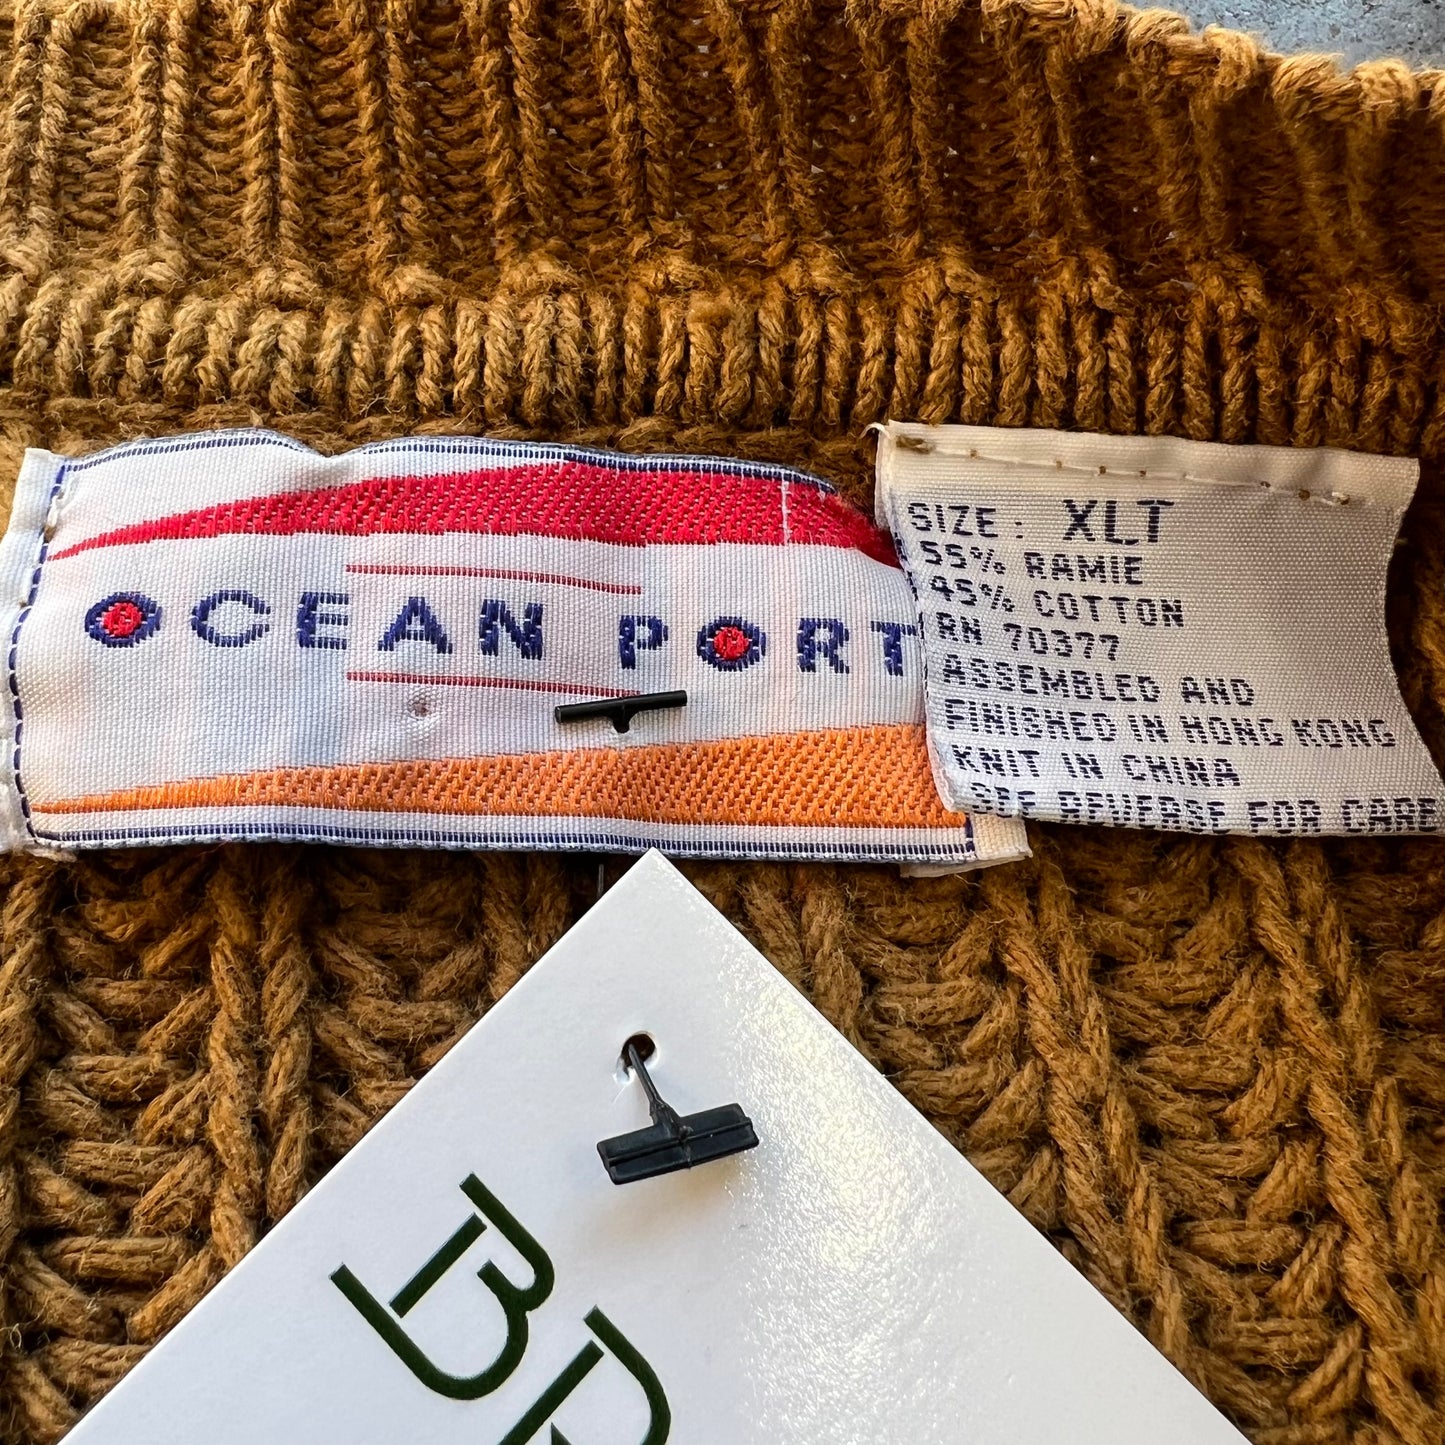 OCEAN PORT
SIZE: XLT
55% RAMIE
45% COTTON
RN 70377
ASSEMBLED AND
FINISHED IN HONG KONG
KNIT IN CHINA
SEE REVERSE FOR CARE